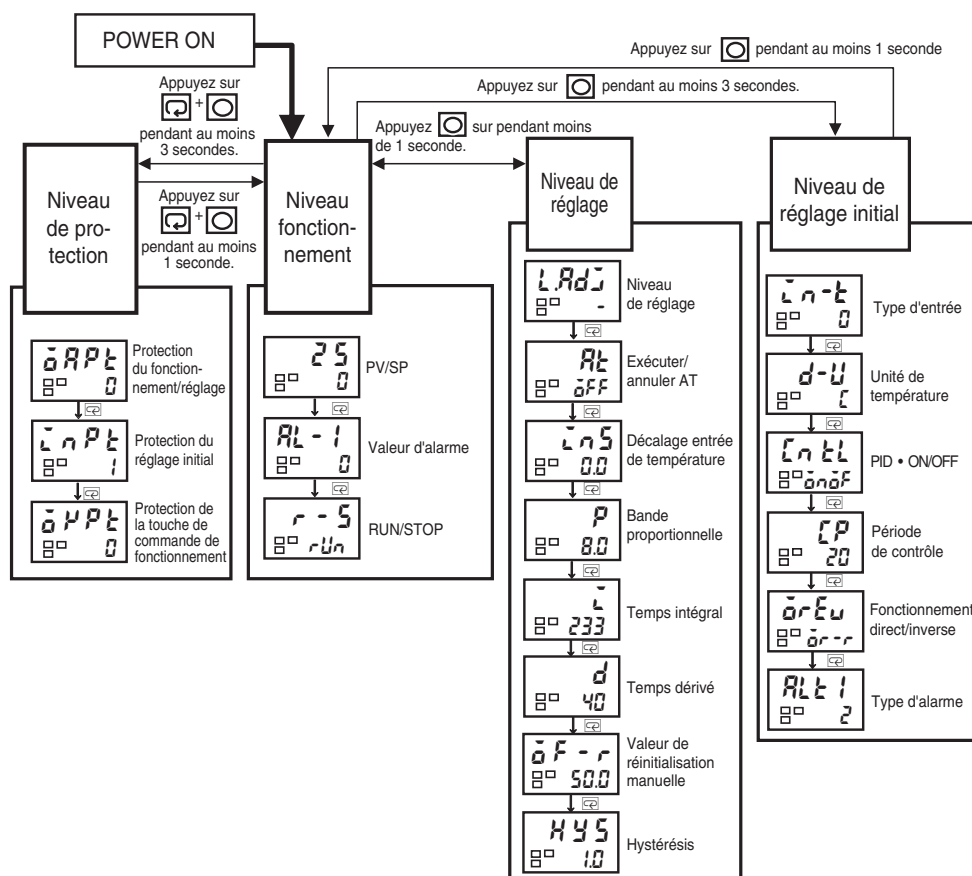 POWER ON
Appuyez sur pendant au moins 1 seconde
Appuyez sur pendant au moins 3 secondes.
Appuyez sur
+
pendant au moins
3 secondes.
Appuyez sur pendant moins
de 1 seconde.
Appuyez sur
+
pendant au moins
1 seconde.
Niveau
de pro-
tection
Niveau
fonction-
nement
Niveau de
réglage
Niveau de
réglage initial
oAPt
0
Protection
du fonction-
nement/réglage
inPt
1
Protection du
réglage initial
oKPt
0
Protection de
la touche de
commande de
fonctionnement
25
0
PV/SP
AL-1
0
Valeur d'alarme
r-S
rUn
RUN/STOP
L.AdJ
-
Niveau
de réglage
At
oFF
Exécuter/
annuler AT
inS
0.0
Décalage entrée
de température
P
8.0
Bande
proportionnelle
i
233
Temps intégral
d
40
Temps dérivé
oF-r
50.0
Valeur de
réinitialisation
manuelle
HYS
1.0
Hystérésis
in-t
0
Type d'entrée
d-U
C
Unité de
température
CntL
onoF
PID • ON/OFF
CP
20
Période
de contrôle
orEv
or-r
Fonctionnement
direct/inverse
ALt1
2
Type d'alarme